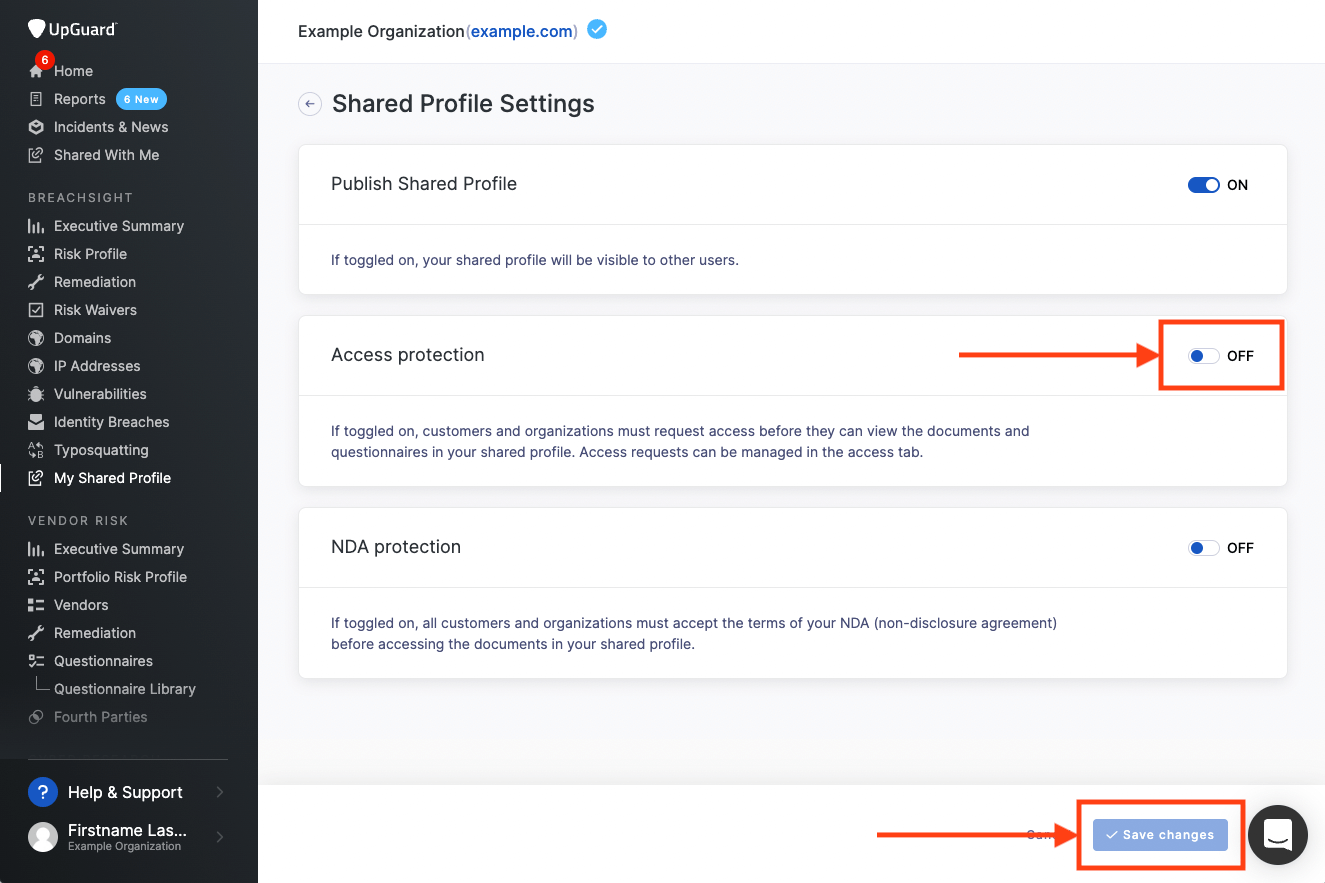 UpGuard
6
Home
Reports 6 New
Incidents & News
Shared With Me
BREACHSIGHT
Executive Summary
Risk Profile
Remediation
Risk Waivers
Domains
IP Addresses
Vulnerabilities
Identity Breaches
Typosquatting
My Shared Profile
VENDOR RISK
Executive Summary
Portfolio Risk Profile
Vendors
Remediation
Questionnaires
Questionnaire Library
Fourth Parties
? Help & Support
Firstname Las...
Example Organization
Example Organization(example.com)
Shared Profile Settings
Publish Shared Profile
ON
If toggled on, your shared profile will be visible to other users.
Access protection
OFF
If toggled on, customers and organizations must request access before they can view the documents and
questionnaires in your shared profile. Access requests can be managed in the access tab.
NDA protection
OFF
If toggled on, all customers and organizations must accept the terms of your NDA (non-disclosure agreement)
before accessing the documents in your shared profile.
Save changes